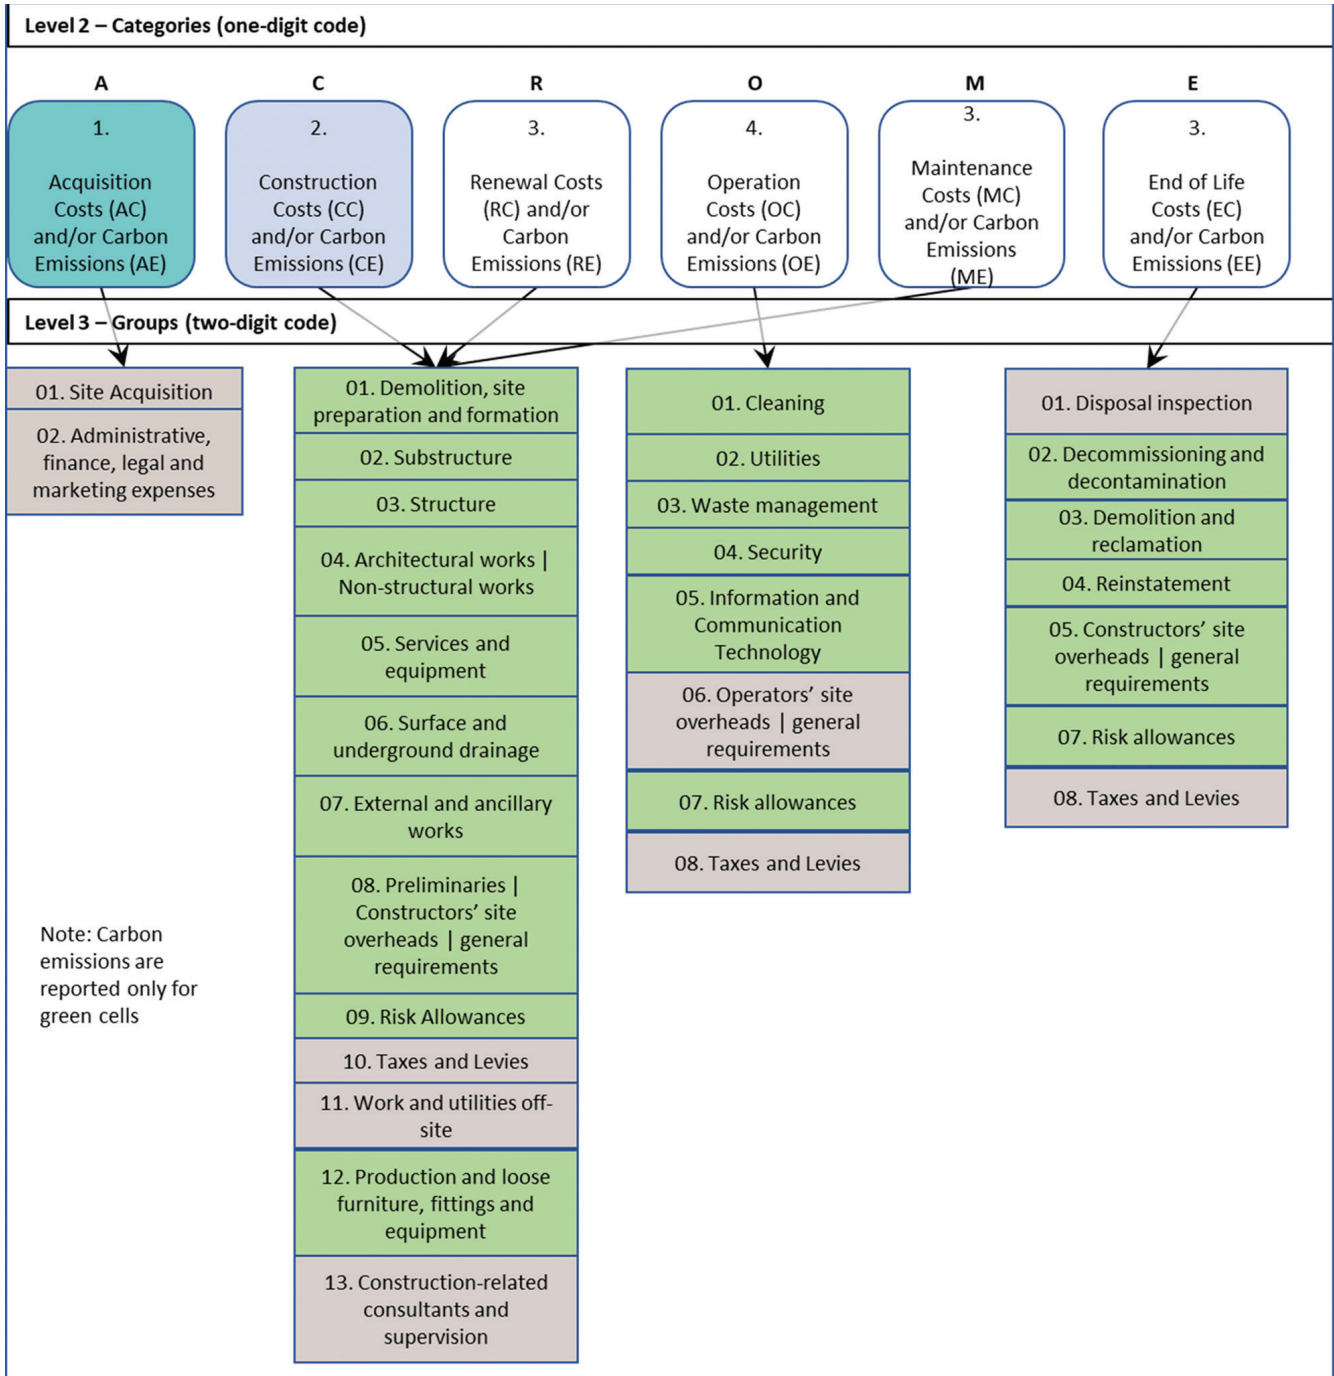 Level 2 – Categories (one-digit code)
A
C
R
O
M
E
1.
Acquisition
Costs (AC)
and/or Carbon
Emissions (AE)
2.
Construction
Costs (CC)
and/or Carbon
Emissions (CE)
3.
Renewal Costs
(RC) and/or
Carbon
Emissions (RE)
4.
Operation
Costs (OC)
and/or Carbon
Emissions (OE)
3.
Maintenance
Costs (MC)
and/or Carbon
Emissions
(ME)
3.
End of Life
Costs (EC)
and/or Carbon
Emissions (EE)
Level 3 – Groups (two-digit code)
01. Site Acquisition
02. Administrative,
finance, legal and
marketing expenses
01. Demolition, site
preparation and formation
02. Substructure
03. Structure
04. Architectural works |
Non-structural works
05. Services and
equipment
06. Surface and
underground drainage
07. External and ancillary
works
08. Preliminaries |
Constructors’ site
overheads | general
requirements
09. Risk Allowances
10. Taxes and Levies
11. Work and utilities off-
site
12. Production and loose
furniture, fittings and
equipment
13. Construction-related
consultants and
supervision
01. Cleaning
02. Utilities
03. Waste management
04. Security
05. Information and
Communication
Technology
06. Operators’ site
overheads | general
requirements
07. Risk allowances
08. Taxes and Levies
01. Disposal inspection
02. Decommissioning and
decontamination
03. Demolition and
reclamation
04. Reinstatement
05. Constructors’ site
overheads | general
requirements
07. Risk allowances
08. Taxes and Levies
Note: Carbon
emissions are
reported only for
green cells